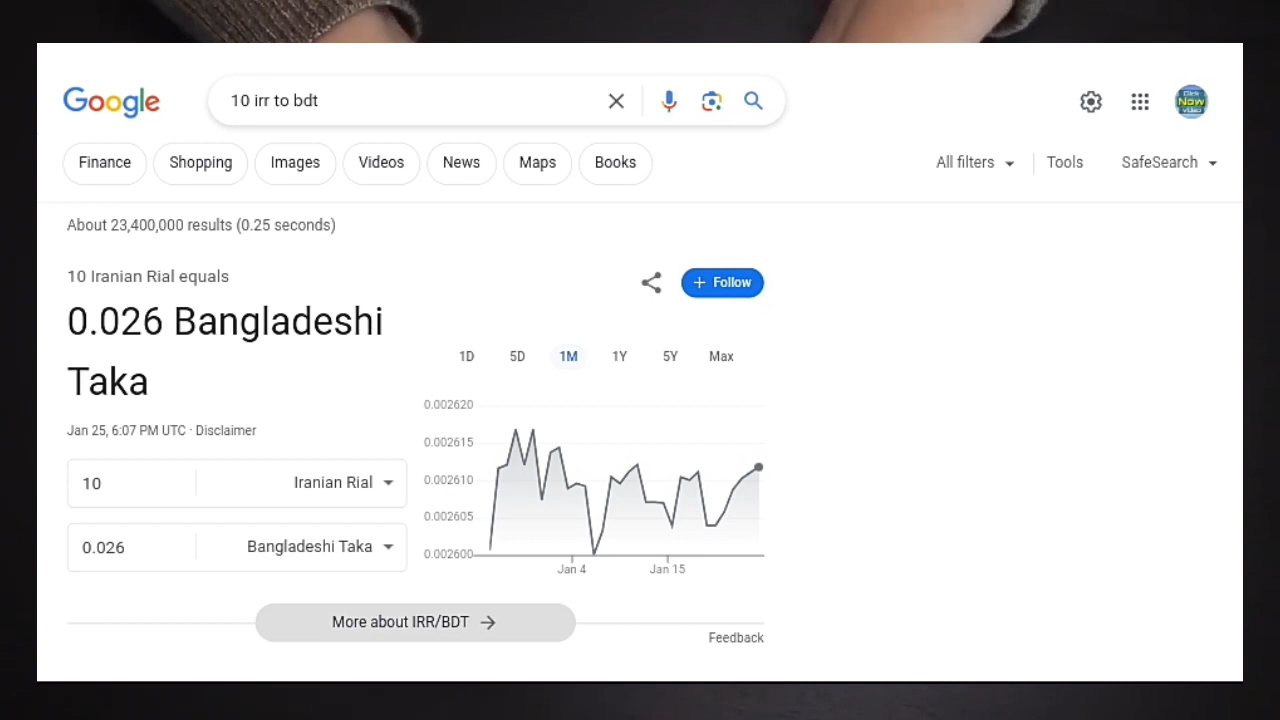 Google
10 irr to bdt
Click
Now
video
Finance
Shopping
Images
Videos
News
Maps
Books
All filters
Tools
SafeSearch
About 23,400,000 results (0.25 seconds)
10 Iranian Rial equals
0.026 Bangladeshi
Taka
Jan 25, 6:07 PM UTC · Disclaimer
10
Iranian Rial
0.026
Bangladeshi Taka
+ Follow
1D
5D
1M
1Y
5Y
Max
0.002620
0.002615
0.002610
0.002605
0.002600
Jan 4
Jan 15
More about IRR/BDT
Feedback